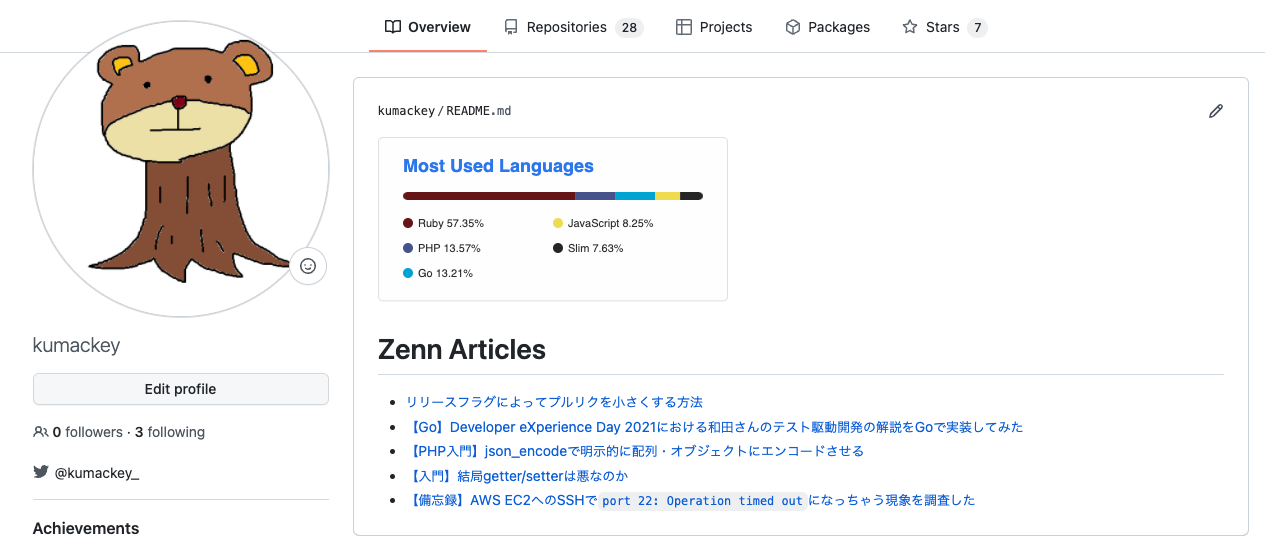 Overview Repositories 28 Projects Packages Stars 7
kumackey/README.md
Most Used Languages
Ruby 57.35% JavaScript 8.25%
PHP 13.57% Slim 7.63%
Go 13.21%
kumackey
Edit profile
0 followers · 3 following
@kumackey_
Achievements
Zenn Articles
リリースフラグによってプルリクを小さくする方法
【Go】Developer eXperience Day 2021における和田さんのテスト駆動開発の解説をGoで実装してみた
【PHP入門】json_encodeで明示的に配列・オブジェクトにエンコードさせる
【入門】結局getter/setterは悪なのか
【備忘録】AWS EC2へのSSHでport 22: Operation timed outになっちゃう現象を調査した